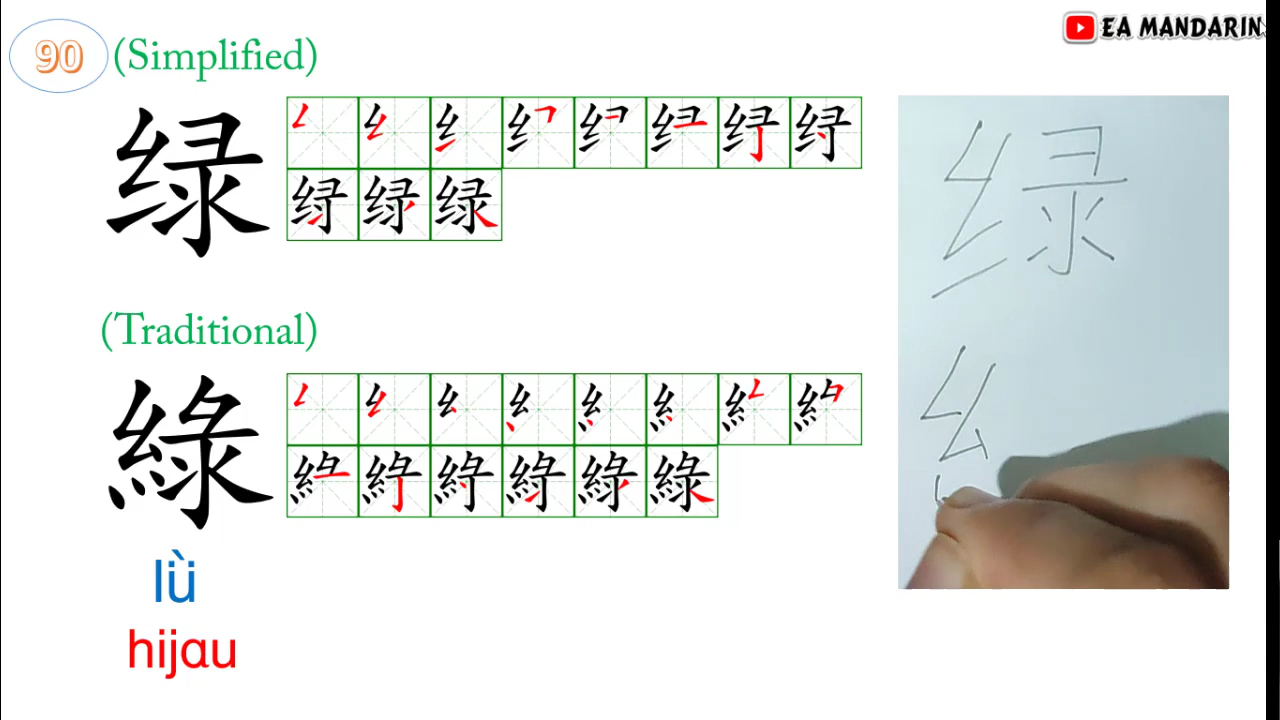 90 (Simplified)
EA MANDARIN
绿
绿
(Traditional)
綠
lǜ
hijau